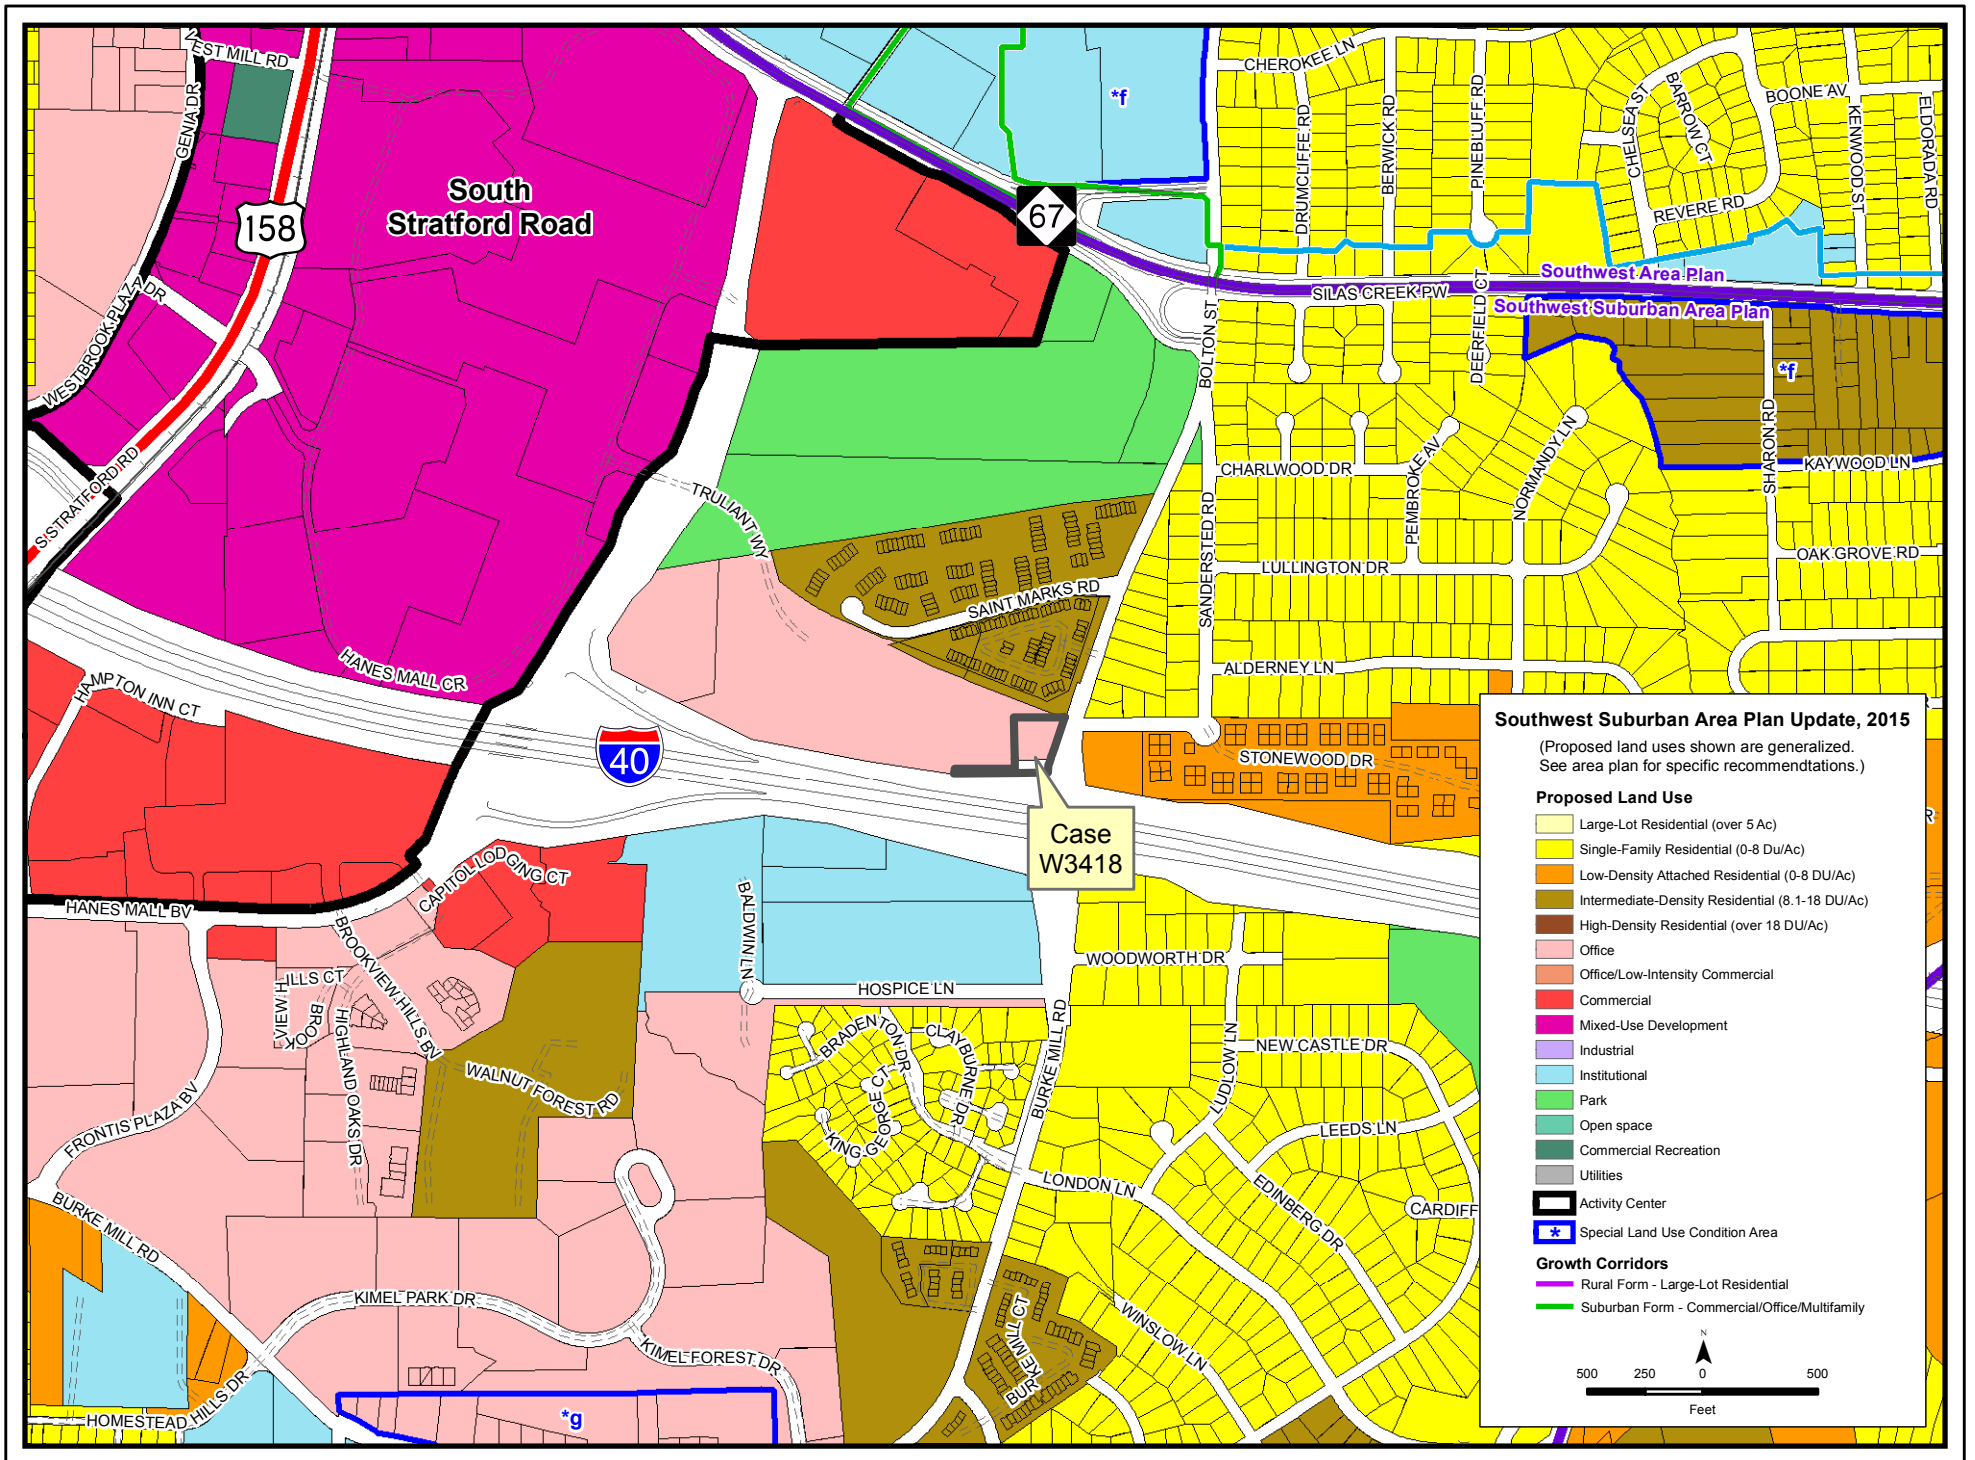 WEST MILL RD
GENIA DR
158
South
Stratford Road
67
*f
CHEROKEE LN
DRUMCLIFFE RD
BERWICK RD
PINEBLUFF RD
CHELSEA ST
BARROW CT
BOONE AV
KENWOOD ST
ELDORADA RD
REVERE RD
Southwest Area Plan
SILAS CREEK PW
Southwest Suburban Area Plan
WESTBROOK PLAZA DR
S STRATFORD RD
BOLTON ST
DEERFIELD CT
*f
SHARON RD
KAYWOOD LN
CHARLWOOD DR
PEMBROKE AV
NORMANDY LN
TRULIANT WY
SANDERSTED RD
OAK GROVE RD
LULLINGTON DR
SAINT MARKS RD
HANES MALL CR
ALDERNEY LN
HAMPTON INN CT
40
STONEWOOD DR
Case
W3418
CAPITOL LODGING CT
HANES MALL BV
BALDWIN LN
BROOKVIEW HILLS BV
WOODWORTH DR
BROOK
VIEW H
ILLS CT
HOSPICE LN
HIGHLAND OAKS DR
BRADENTON DR
CLAYBURNE DR
BURKE MILL RD
LUDLOW LN
NEW CASTLE DR
WALNUT FOREST RD
KING GEORGE CT
FRONTIS PLAZA BV
LEEDS LN
LONDON LN
EDINBERG DR
CARDIFF
BURKE MILL RD
KIMEL PARK DR
KIMEL FOREST DR
BUR
KE MILL CT
WINSLOW LN
HOMESTEAD HILLS DR
*g
Southwest Suburban Area Plan Update, 2015
(Proposed land uses shown are generalized.
See area plan for specific recommendtations.)
Proposed Land Use
Large-Lot Residential (over 5 Ac)
Single-Family Residential (0-8 Du/Ac)
Low-Density Attached Residential (0-8 DU/Ac)
Intermediate-Density Residential (8.1-18 DU/Ac)
High-Density Residential (over 18 DU/Ac)
Office
Office/Low-Intensity Commercial
Commercial
Mixed-Use Development
Industrial
Institutional
Park
Open space
Commercial Recreation
Utilities
Activity Center
* Special Land Use Condition Area
Growth Corridors
Rural Form - Large-Lot Residential
Suburban Form - Commercial/Office/Multifamily
N
500 250 0 500
Feet